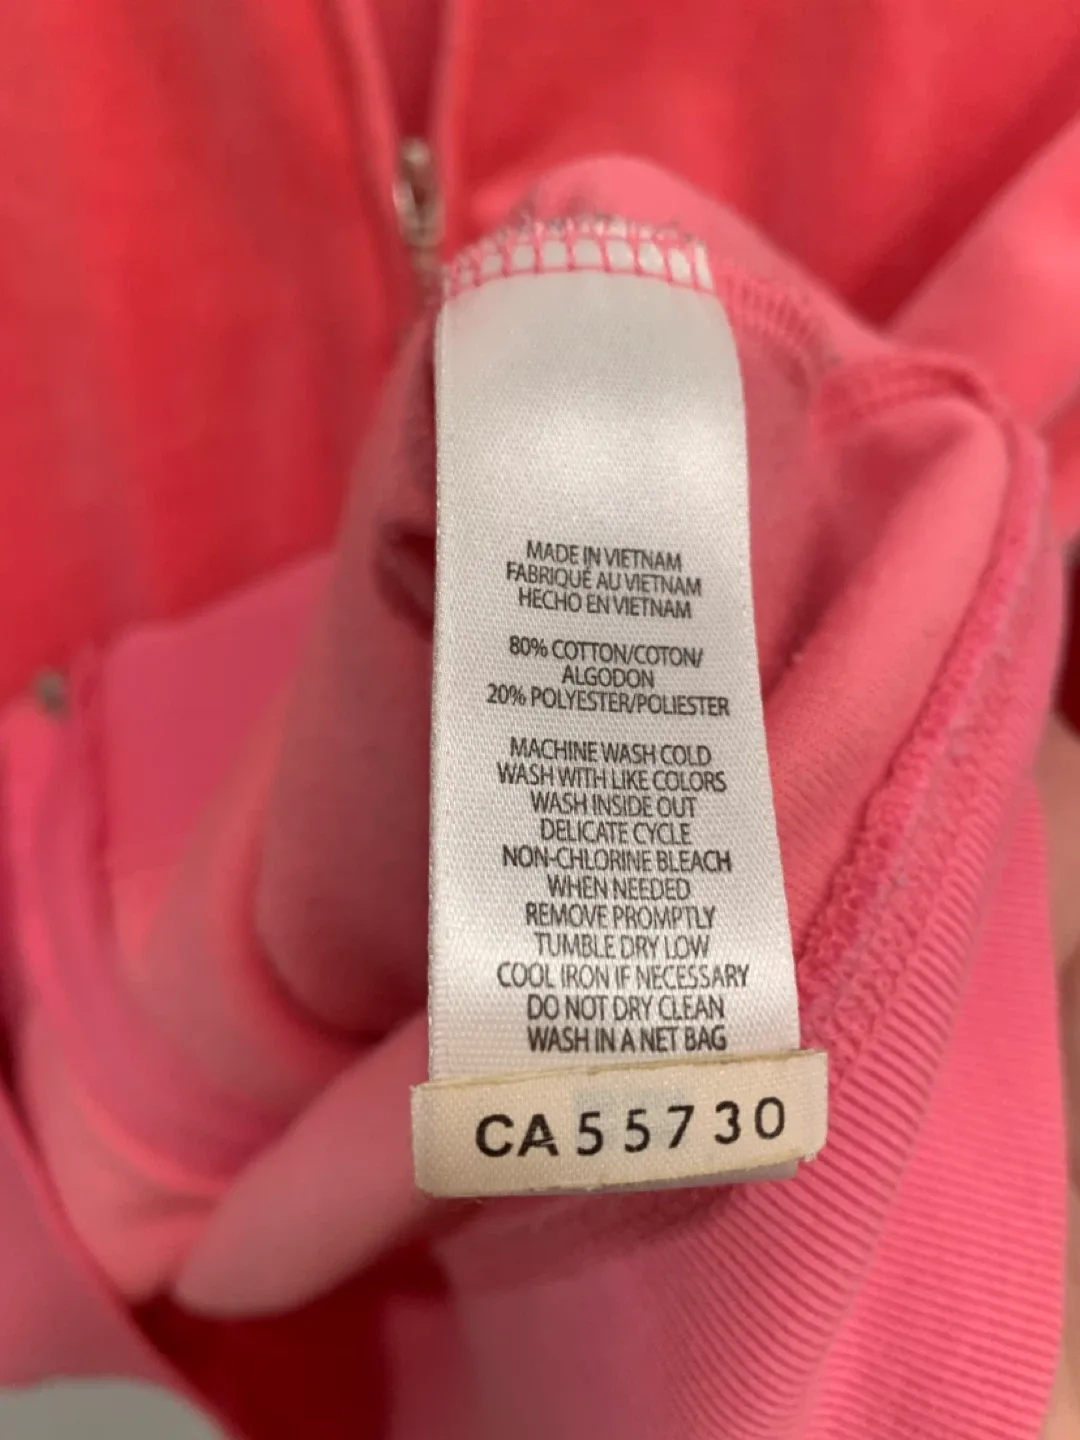 MADE IN VIETNAM
FABRIQUÉ AU VIETNAM
HECHO EN VIETNAM
80% COTTON/COTON/
ALGODON
20% POLYESTER/POLIESTER
MACHINE WASH COLD
WASH WITH LIKE COLORS
WASH INSIDE OUT
DELICATE CYCLE
NON-CHLORINE BLEACH
WHEN NEEDED
REMOVE PROMPTLY
TUMBLE DRY LOW
COOL IRON IF NECESSARY
DO NOT DRY CLEAN
WASH IN A NET BAG
CA55730